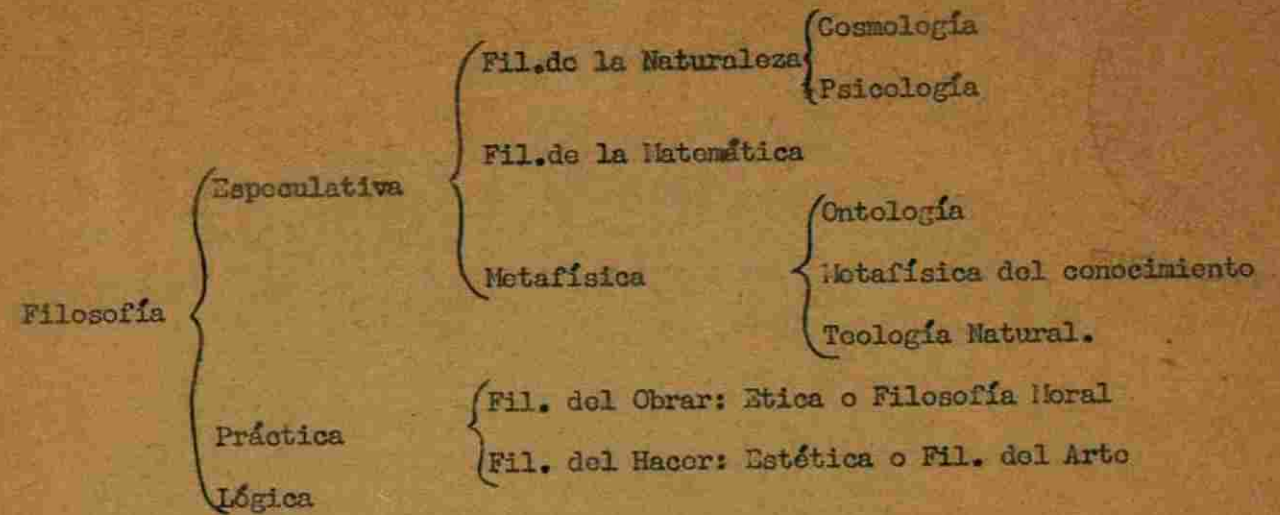 Cosmología
Fil.de la Naturaleza
Psicología
Fil.de la Matemática
Especulativa
Ontología
Metafísica
Metafísica del conocimiento
Filosofía
Teología Natural.
Fil. del Obrar: Etica o Filosofía Moral
Práctica
Fil. del Hacer: Estética o Fil. del Arte
Lógica